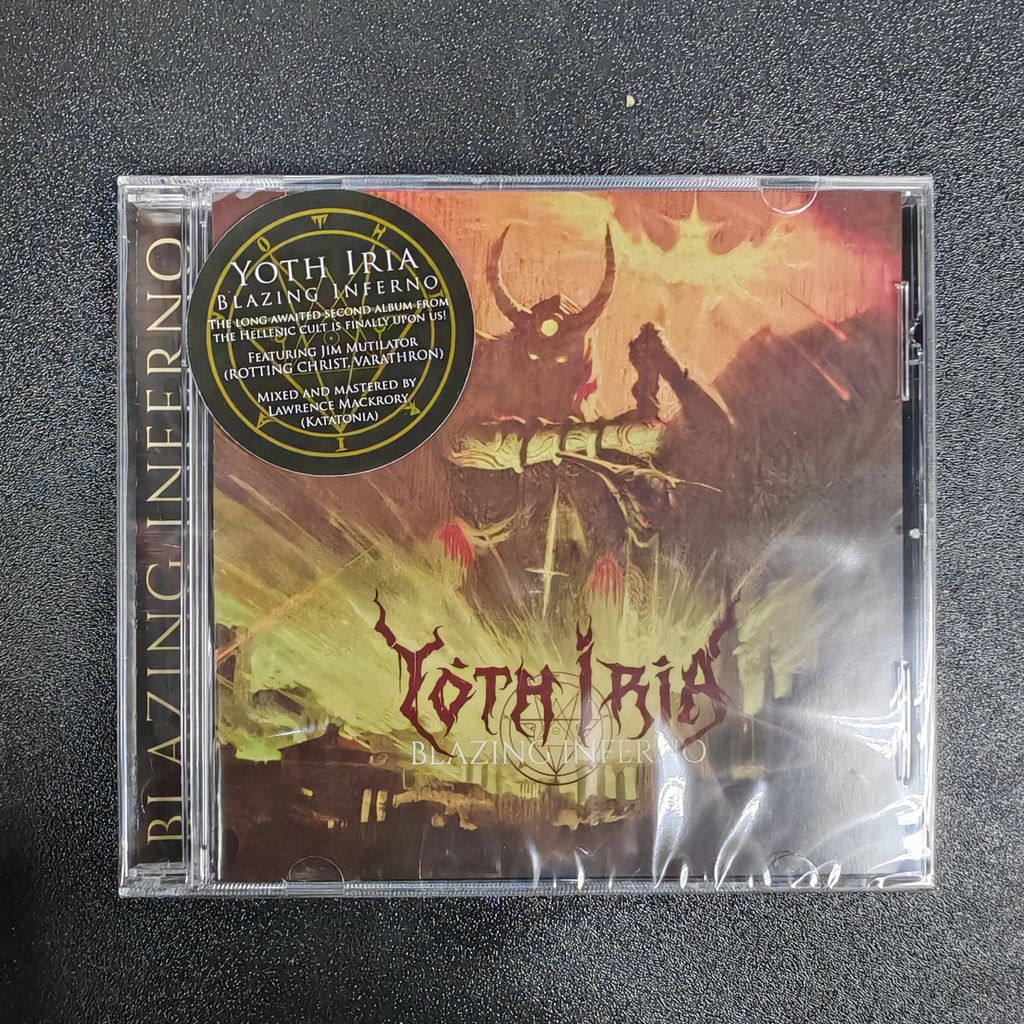 BLAZING INFERNO
YOTH IRIA
BLAZING INFERNO
THE LONG AWAITED SECOND ALBUM FROM
THE HELLENIC CULT IS FINALLY UPON US!
FEATURING JIM MUTILATOR
(ROTTING CHRIST, VARATHRON)
MIXED AND MASTERED BY
LAWRENCE MACKRORY
(KATATONIA)
YOTH IRIA
BLAZING INFERNO